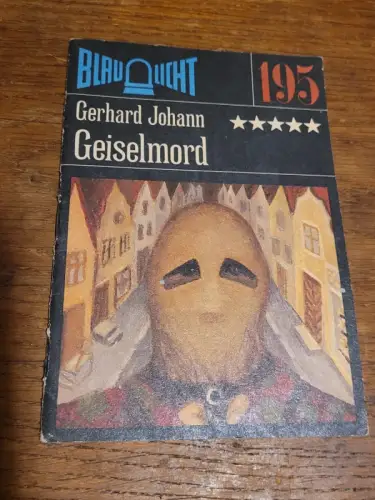 BLAULICHT
195
Gerhard Johann
Geiselmord